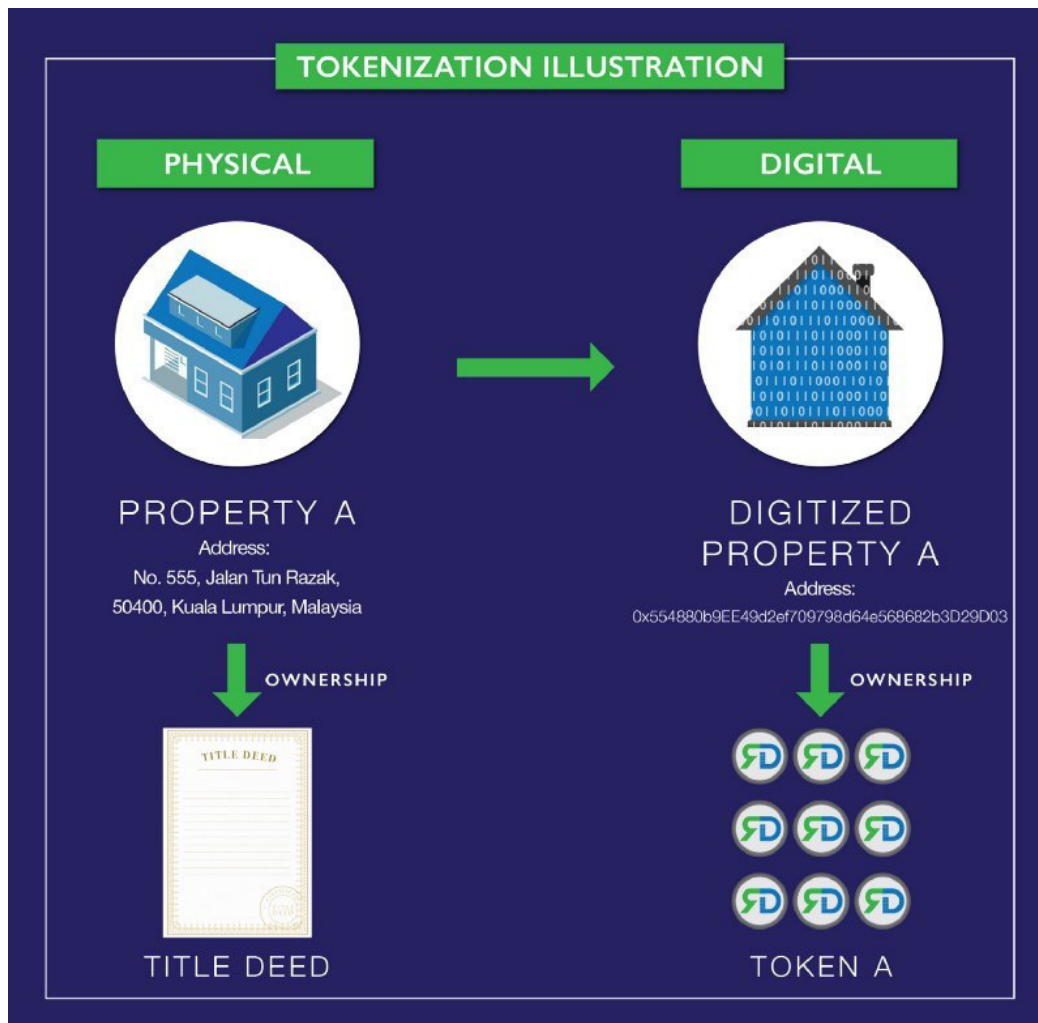 TOKENIZATION ILLUSTRATION
PHYSICAL
PROPERTY A
Address:
No. 555, Jalan Tun Razak,
50400, Kuala Lumpur, Malaysia
OWNERSHIP
TITLE DEED
TITLE DEED
DIGITAL
DIGITIZED
PROPERTY A
Address:
0x554880b9EE49d2ef709798d64e568682b3D29D03
OWNERSHIP
TOKEN A